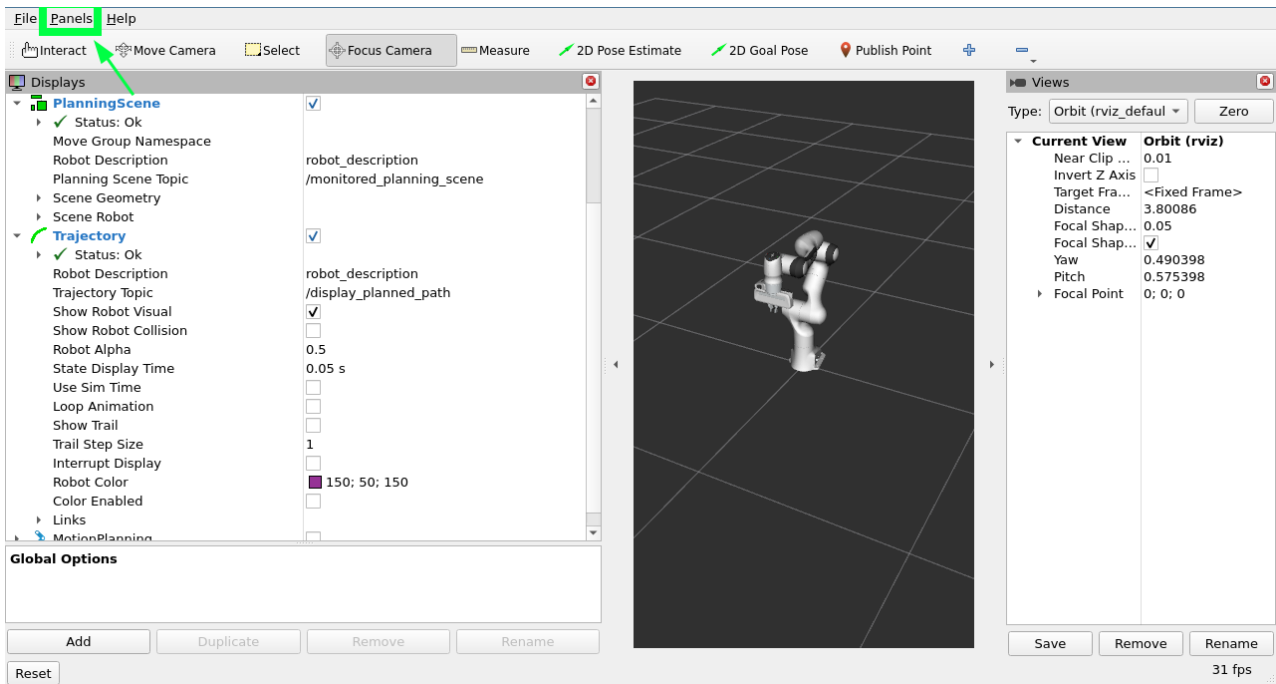 File Panels Help
Interact Move Camera Select Focus Camera Measure 2D Pose Estimate 2D Goal Pose Publish Point
Displays
PlanningScene
Status: Ok
Move Group Namespace
Robot Description robot_description
Planning Scene Topic /monitored_planning_scene
Scene Geometry
Scene Robot
Trajectory
Status: Ok
Robot Description robot_description
Trajectory Topic /display_planned_path
Show Robot Visual
Show Robot Collision
Robot Alpha 0.5
State Display Time 0.05 s
Use Sim Time
Loop Animation
Show Trail
Trail Step Size 1
Interrupt Display
Robot Color 150; 50; 150
Color Enabled
Links
MotionPlanning
Global Options
Add Duplicate Remove Rename
Reset
Views
Type: Orbit (rviz_defaul Zero
Current View Orbit (rviz)
Near Clip ... 0.01
Invert Z Axis
Target Fra... <Fixed Frame>
Distance 3.80086
Focal Shap... 0.05
Focal Shap...
Yaw 0.490398
Pitch 0.575398
Focal Point 0; 0; 0
Save Remove Rename
31 fps